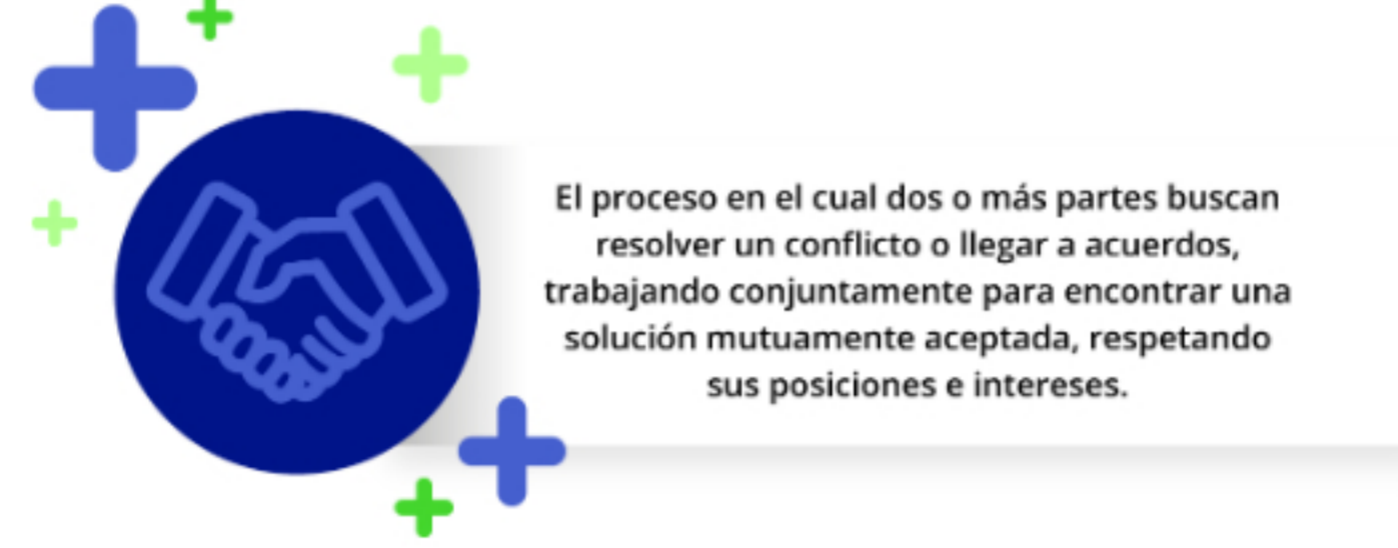 El proceso en el cual dos o más partes buscan
resolver un conflicto o llegar a acuerdos,
trabajando conjuntamente para encontrar una
solución mutuamente aceptada, respetando
sus posiciones e intereses.